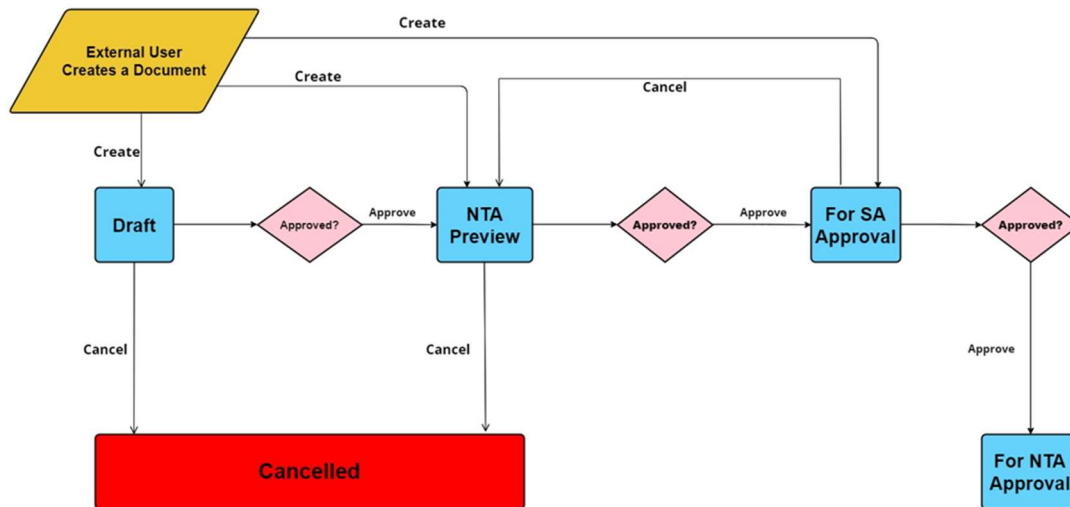 Create
External User
Creates a Document
Create
Cancel
Create
Draft
Approved?
Approve
NTA
Preview
Approved?
Approve
For SA
Approval
Approved?
Cancel
Cancel
Approve
Cancelled
For NTA
Approval